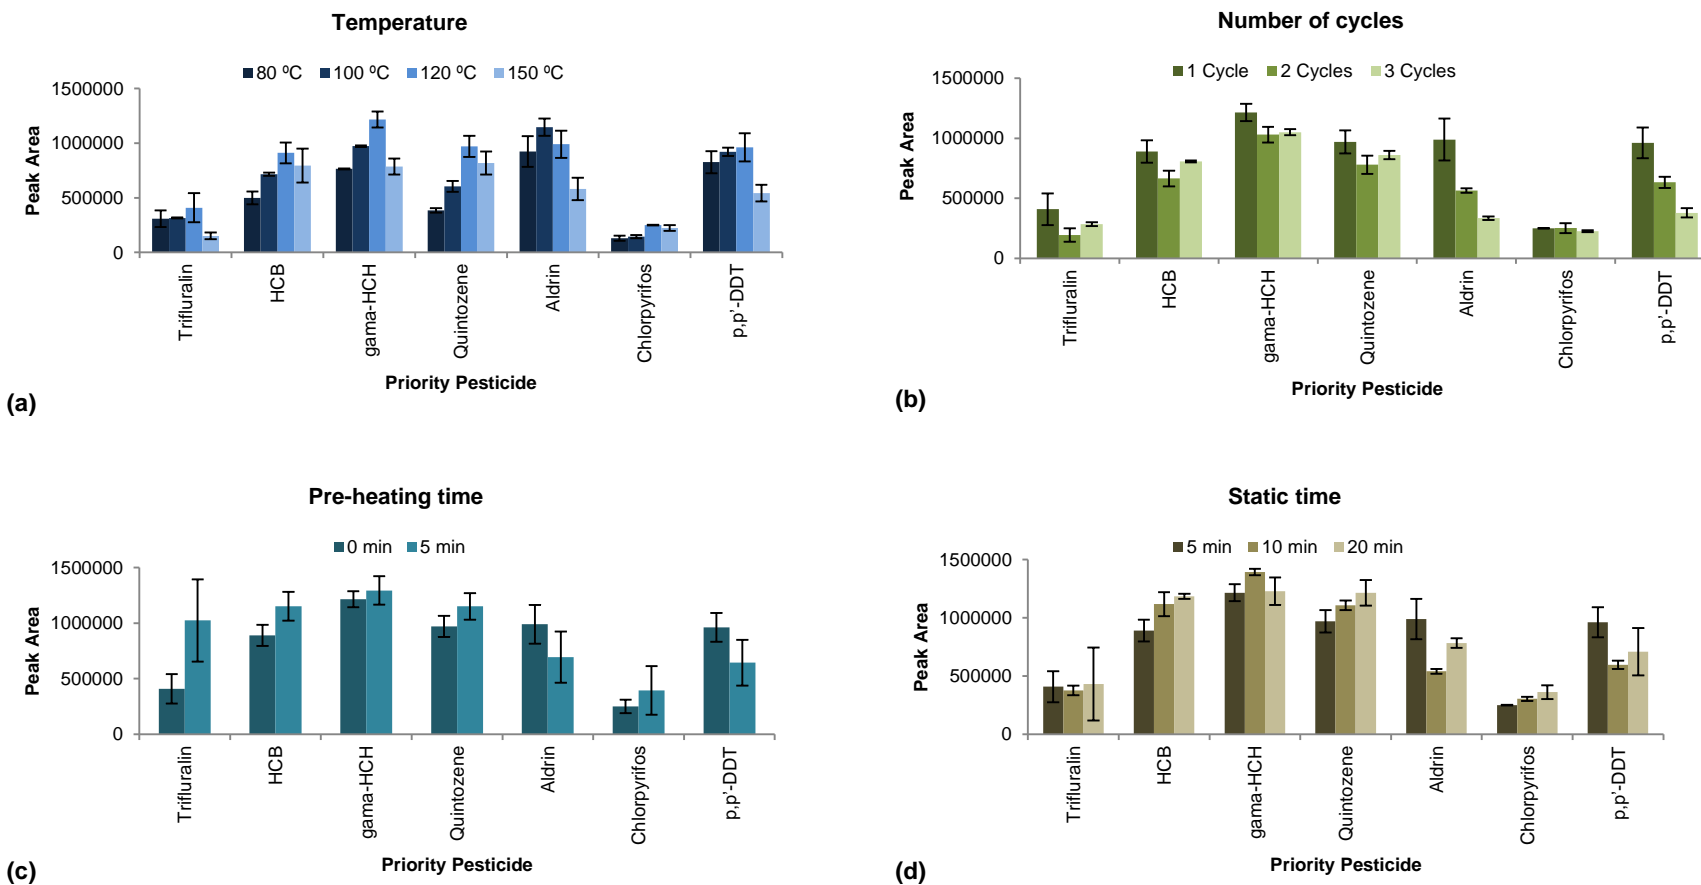 Temperature
80 ºC 100 ºC 120 ºC 150 ºC
1500000
1000000
500000
0
Peak Area
Trifluralin
HCB
gama-HCH
Quintozene
Aldrin
Chlorpyrifos
p,p'-DDT
Priority Pesticide
(a)
Number of cycles
1 Cycle 2 Cycles 3 Cycles
1500000
1000000
500000
0
Peak Area
Trifluralin
HCB
gama-HCH
Quintozene
Aldrin
Chlorpyrifos
p,p'-DDT
Priority Pesticide
(b)
Pre-heating time
0 min 5 min
1500000
1000000
500000
0
Peak Area
Trifluralin
HCB
gama-HCH
Quintozene
Aldrin
Chlorpyrifos
p,p'-DDT
Priority Pesticide
(c)
Static time
5 min 10 min 20 min
1500000
1000000
500000
0
Peak Area
Trifluralin
HCB
gama-HCH
Quintozene
Aldrin
Chlorpyrifos
p,p'-DDT
Priority Pesticide
(d)